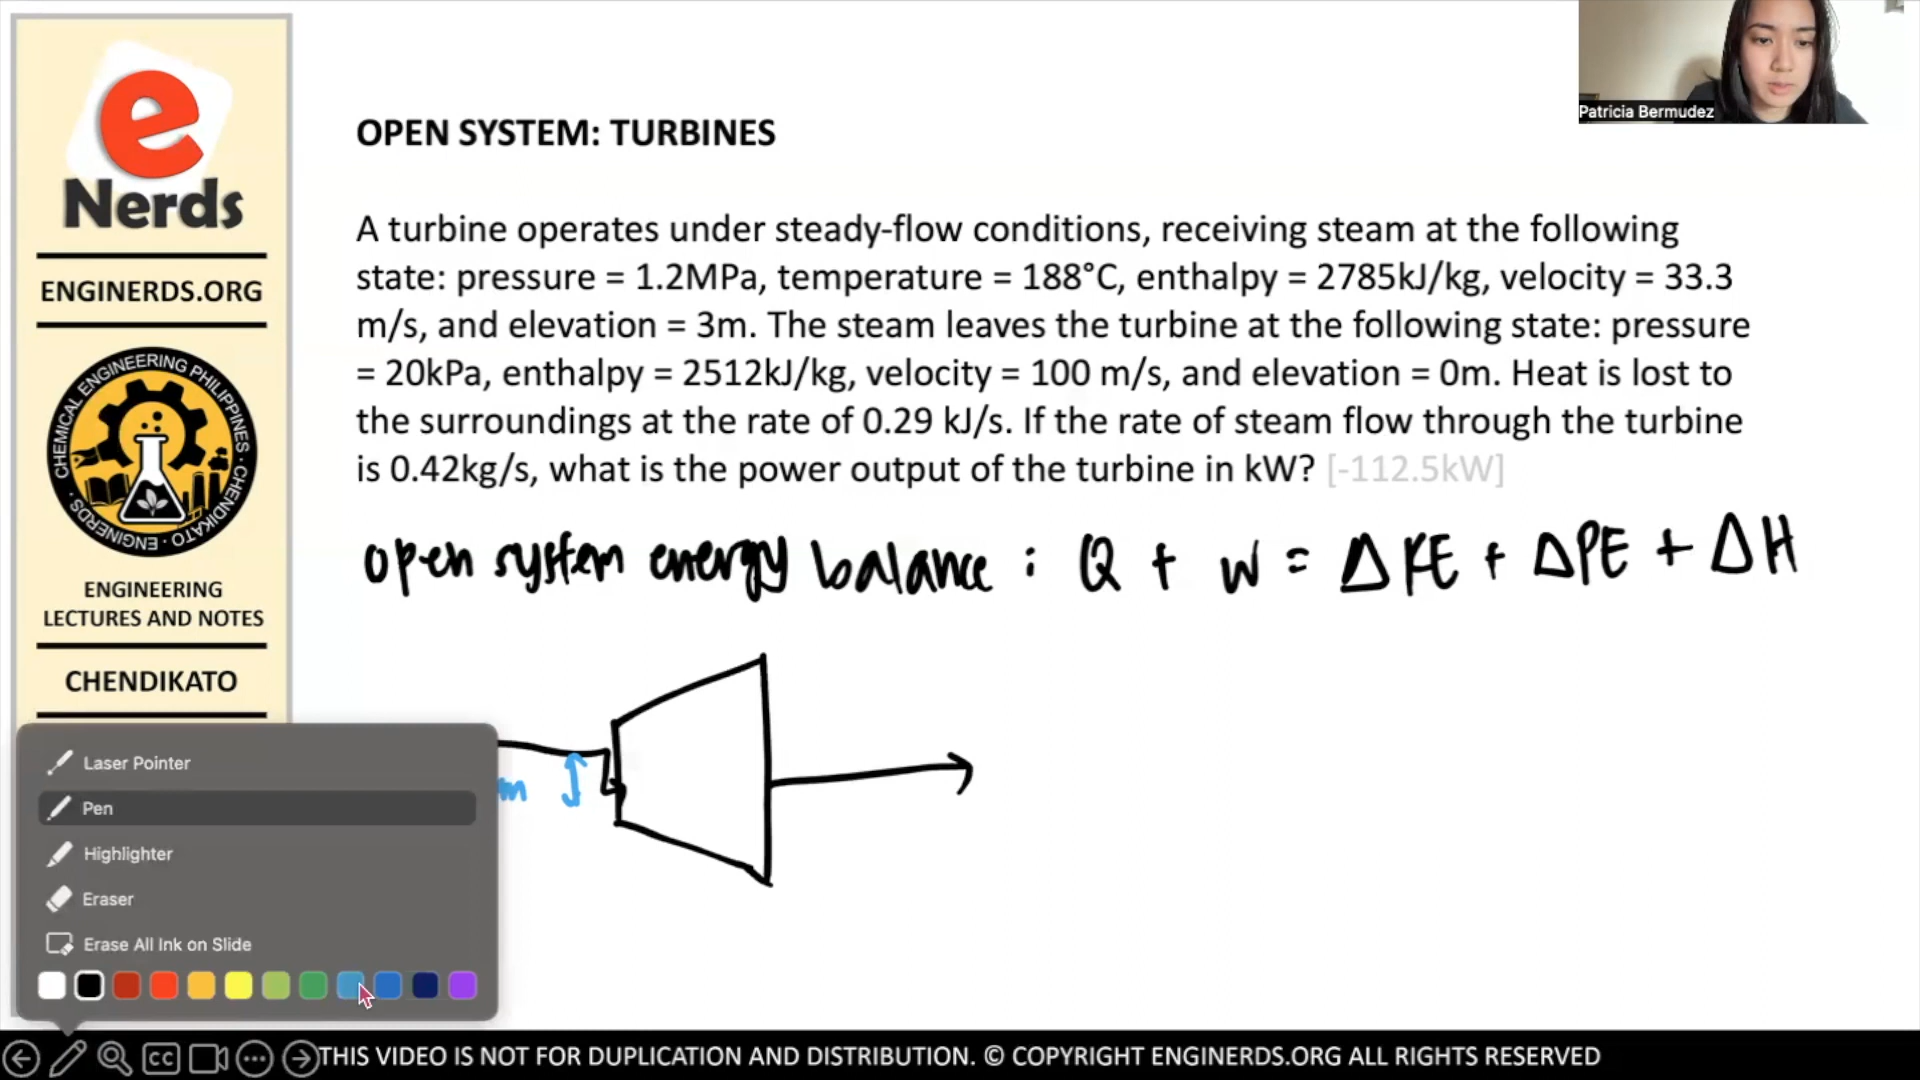 e
Nerds
ENGINERDS.ORG
CHEMICAL ENGINEERING PHILIPPINES · CHENDIKATO · ENGINERDS ·
ENGINEERING
LECTURES AND NOTES
CHENDIKATO
Patricia Bermudez
OPEN SYSTEM: TURBINES
A turbine operates under steady-flow conditions, receiving steam at the following
state: pressure = 1.2MPa, temperature = 188°C, enthalpy = 2785kJ/kg, velocity = 33.3
m/s, and elevation = 3m. The steam leaves the turbine at the following state: pressure
= 20kPa, enthalpy = 2512kJ/kg, velocity = 100 m/s, and elevation = 0m. Heat is lost to
the surroundings at the rate of 0.29 kJ/s. If the rate of steam flow through the turbine
is 0.42kg/s, what is the power output of the turbine in kW? [-112.5kW]
open system energy balance : Q + W = ΔKE + ΔPE + ΔH
m
Laser Pointer
Pen
Highlighter
Eraser
Erase All Ink on Slide
CC
THIS VIDEO IS NOT FOR DUPLICATION AND DISTRIBUTION. © COPYRIGHT ENGINERDS.ORG ALL RIGHTS RESERVED